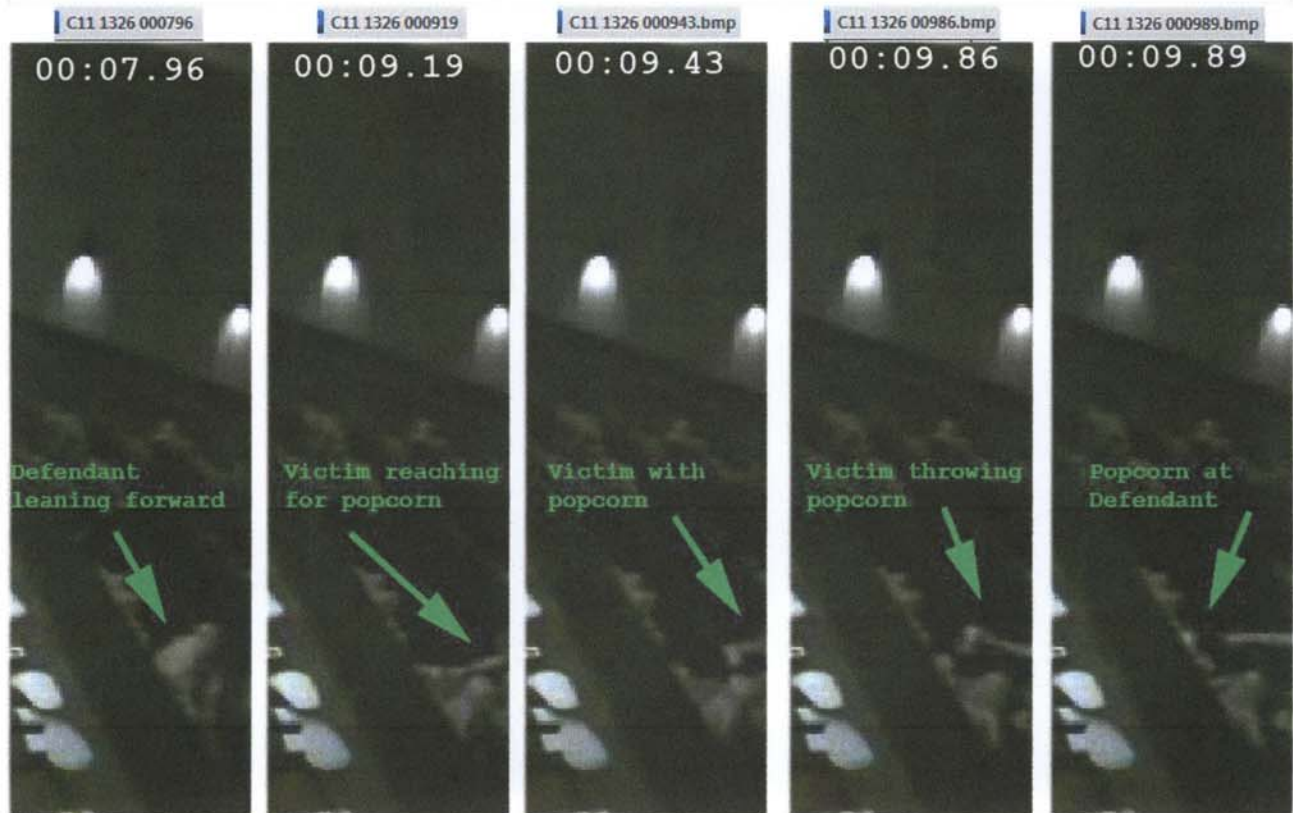 C11 1326 000796
C11 1326 000919
C11 1326 000943.bmp
C11 1326 00986.bmp
C11 1326 000989.bmp
00:07.96
00:09.19
00:09.43
00:09.86
00:09.89
Defendant
leaning forward
Victim reaching
for popcorn
Victim with
popcorn
Victim throwing
popcorn
Popcorn at
Defendant